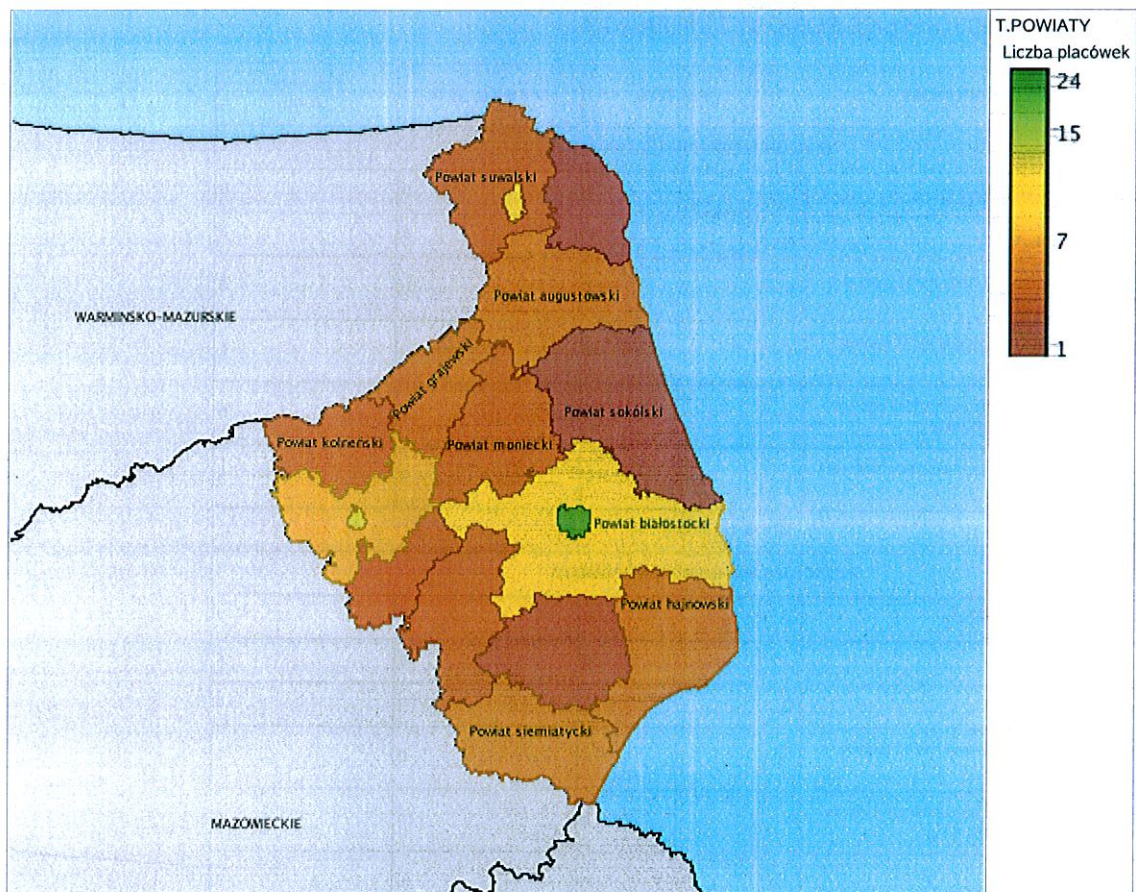 T.POWIATY
Liczba placówek
24
15
7
1
Powiat suwalski
Powiat augustowski
WARMIŃSKO-MAZURSKIE
Powiat grajewski
Powiat sokólski
Powiat kolneński
Powiat moniecki
Powiat białostocki
Powiat hajnowski
Powiat siemiatycki
MAZOWIECKIE